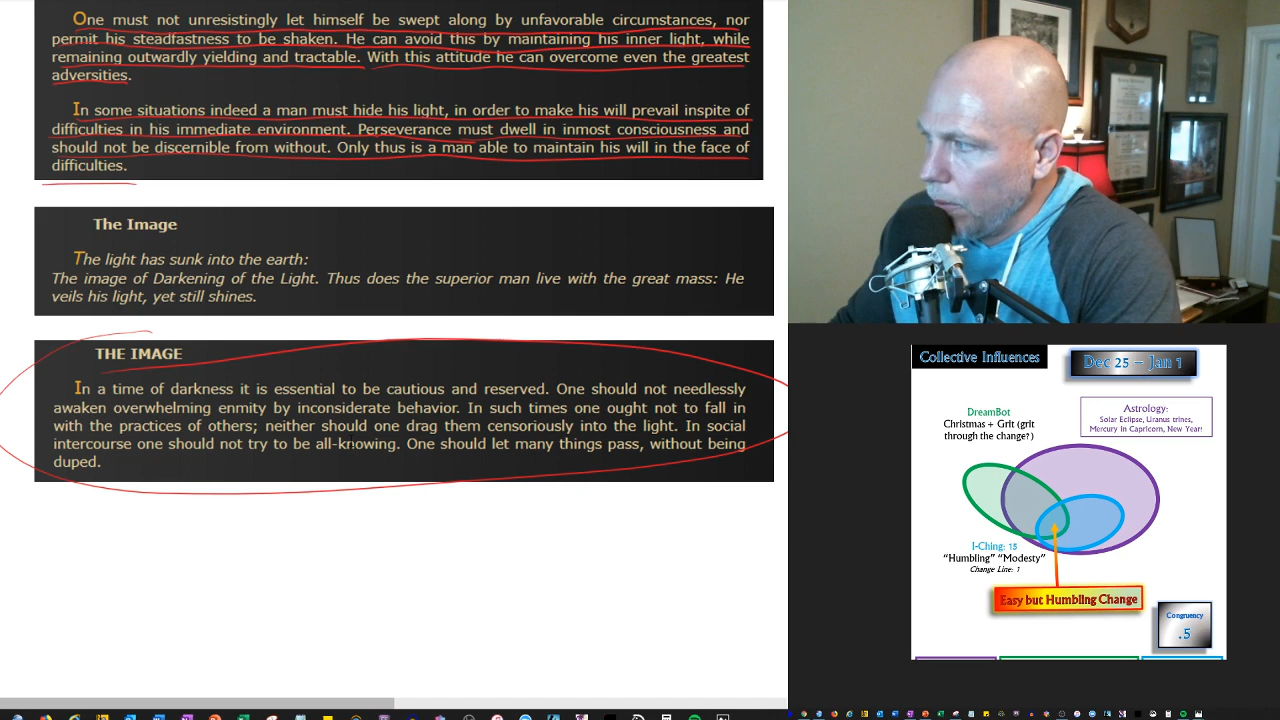 One must not unresistingly let himself be swept along by unfavorable circumstances, nor
permit his steadfastness to be shaken. He can avoid this by maintaining his inner light, while
remaining outwardly yielding and tractable. With this attitude he can overcome even the greatest
adversities.
In some situations indeed a man must hide his light, in order to make his will prevail inspite of
difficulties in his immediate environment. Perseverance must dwell in inmost consciousness and
should not be discernible from without. Only thus is a man able to maintain his will in the face of
difficulties.
The Image
The light has sunk into the earth:
The image of Darkening of the Light. Thus does the superior man live with the great mass: He
veils his light, yet still shines.
THE IMAGE
In a time of darkness it is essential to be cautious and reserved. One should not needlessly
awaken overwhelming enmity by inconsiderate behavior. In such times one ought not to fall in
with the practices of others; neither should one drag them censoriously into the light. In social
intercourse one should not try to be all-knowing. One should let many things pass, without being
duped.
Collective Influences
Dec 25 – Jan 1
DreamBot
Christmas + Grit (grit
through the change?)
Astrology:
Solar Eclipse, Uranus trines,
Mercury in Capricorn, New Year!
I-Ching: 15
"Humbling" "Modesty"
Change Line: 1
Easy but Humbling Change
Congruency
.5